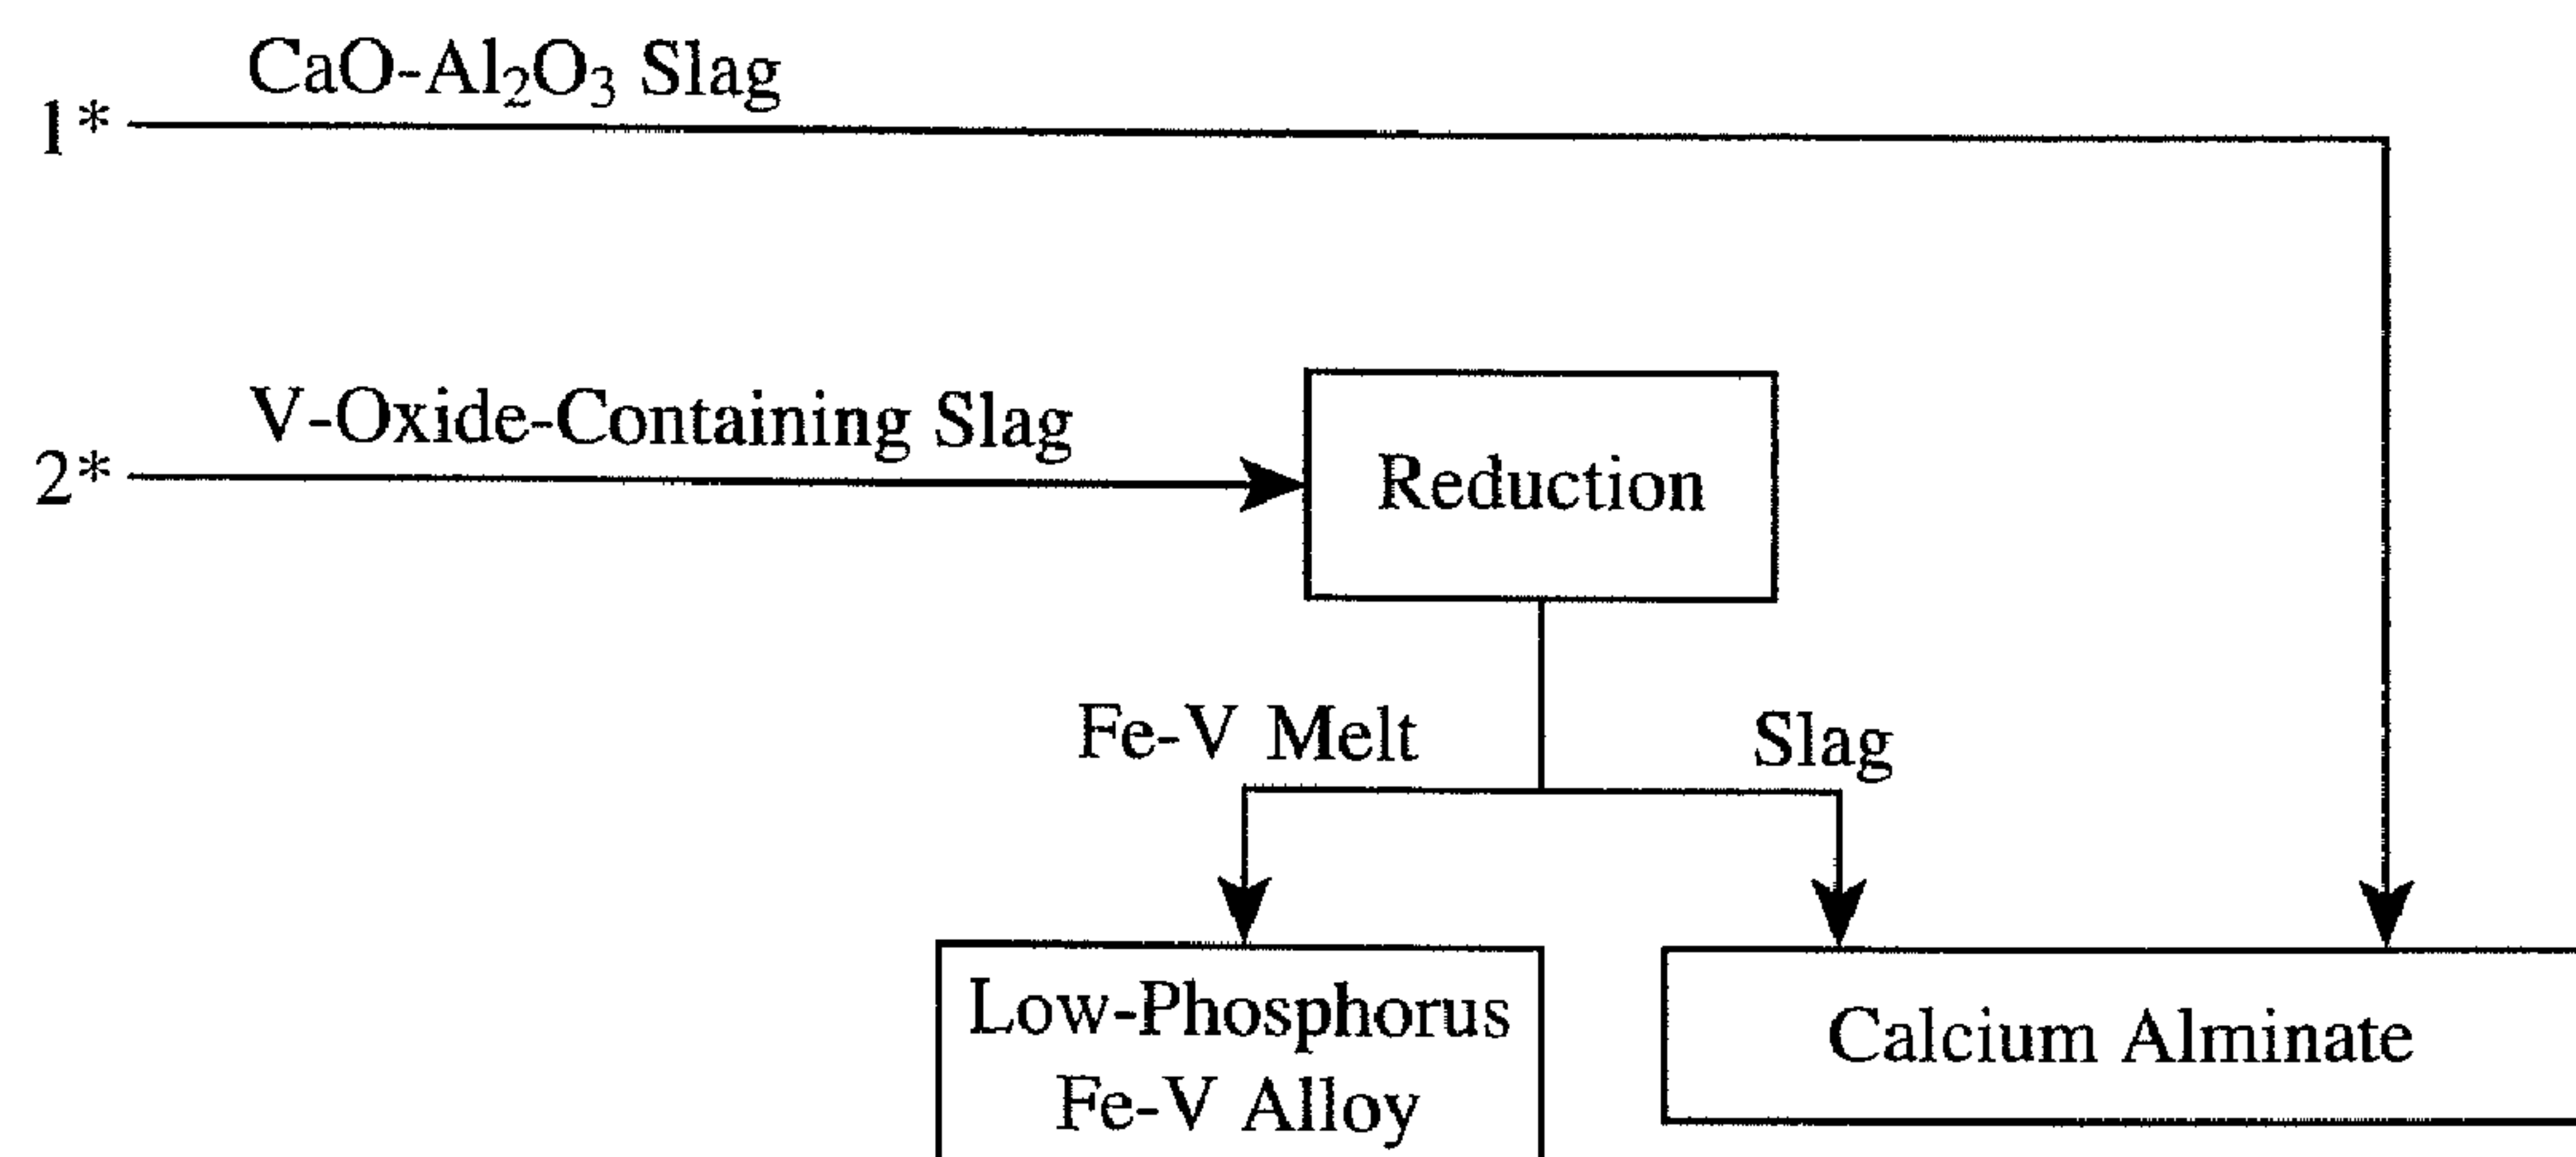 CaO-Al₂O₃ Slag
1*
V-Oxide-Containing Slag
2*
Reduction
Fe-V Melt
Slag
Low-Phosphorus
Fe-V Alloy
Calcium Alminate